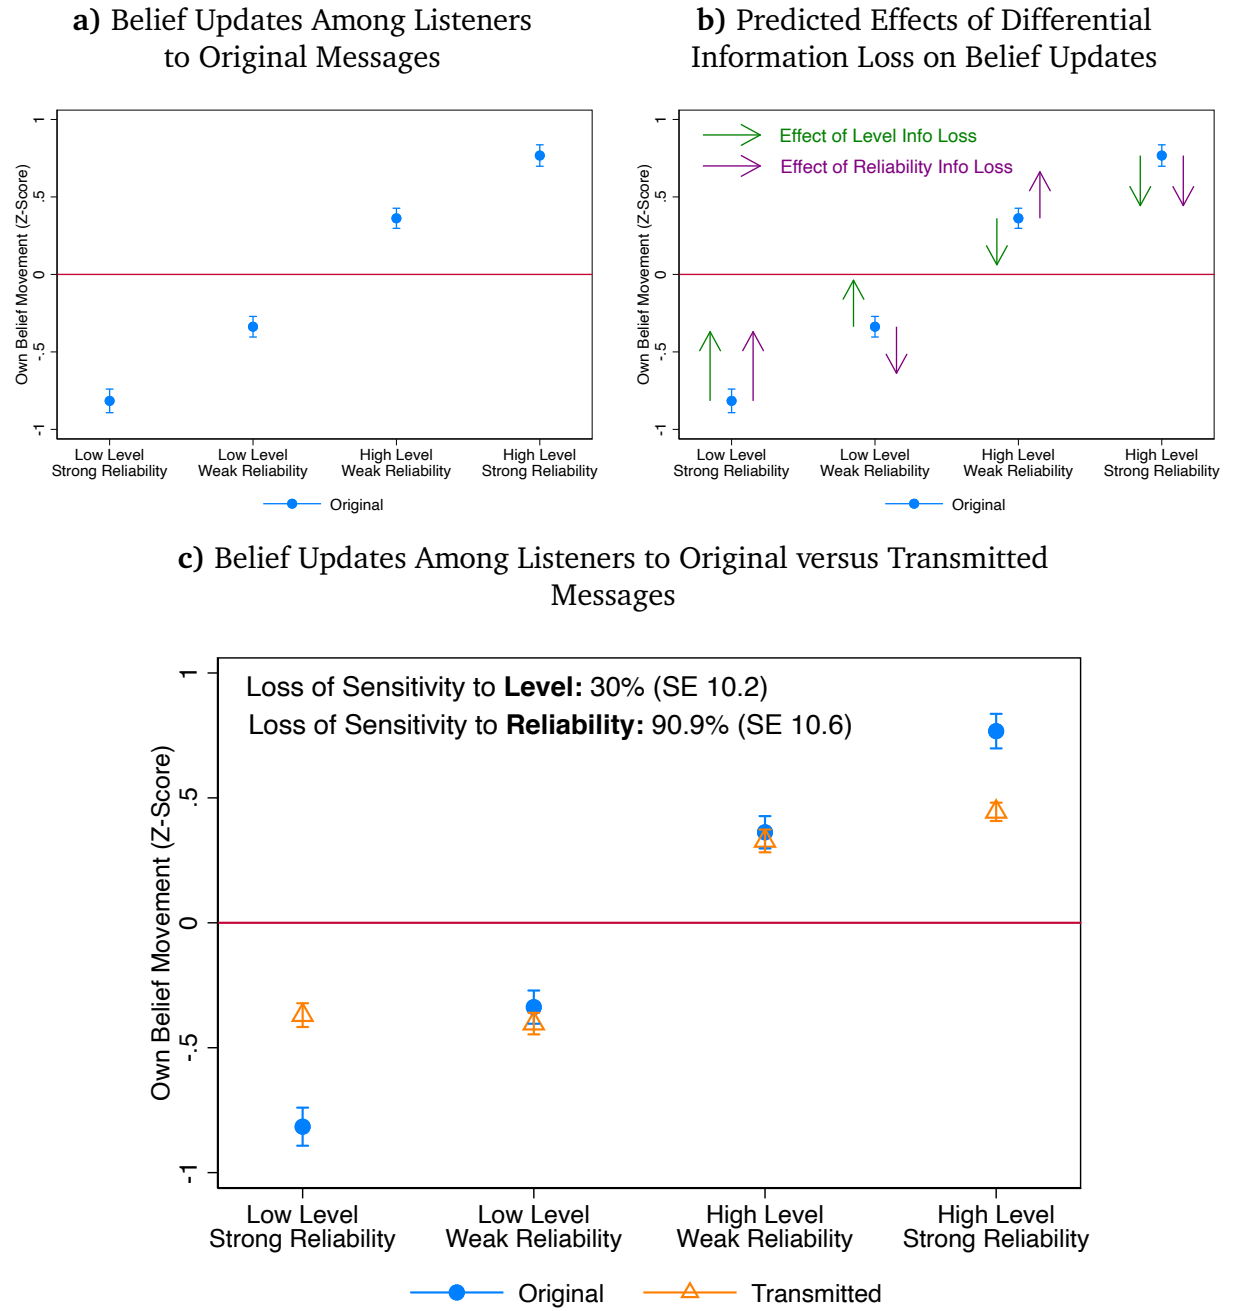 a) Belief Updates Among Listeners
to Original Messages
Own Belief Movement (Z-Score)
1
.5
0
-.5
-1
Low Level
Strong Reliability
Low Level
Weak Reliability
High Level
Weak Reliability
High Level
Strong Reliability
Original
b) Predicted Effects of Differential
Information Loss on Belief Updates
Own Belief Movement (Z-Score)
1
.5
0
-.5
-1
Effect of Level Info Loss
Effect of Reliability Info Loss
Low Level
Strong Reliability
Low Level
Weak Reliability
High Level
Weak Reliability
High Level
Strong Reliability
Original
c) Belief Updates Among Listeners to Original versus Transmitted
Messages
Own Belief Movement (Z-Score)
1
.5
0
-.5
-1
Loss of Sensitivity to Level: 30% (SE 10.2)
Loss of Sensitivity to Reliability: 90.9% (SE 10.6)
Low Level
Strong Reliability
Low Level
Weak Reliability
High Level
Weak Reliability
High Level
Strong Reliability
Original
Transmitted